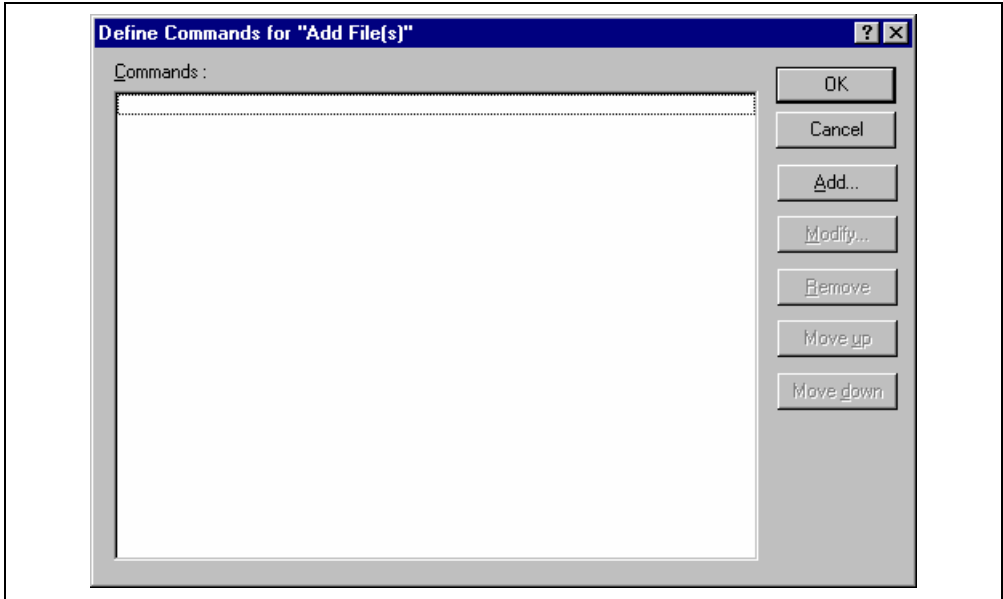 Define Commands for "Add File(s)"
Commands :
OK
Cancel
Add...
Modify...
Remove
Move up
Move down